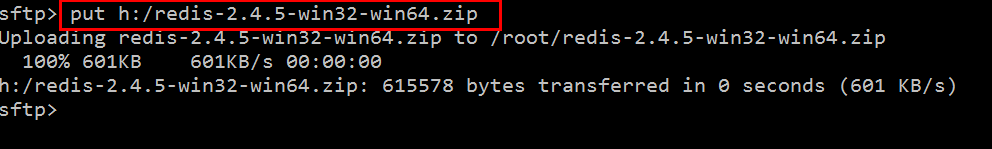 sftp> put h:/redis-2.4.5-win32-win64.zip
Uploading redis-2.4.5-win32-win64.zip to /root/redis-2.4.5-win32-win64.zip
100% 601KB 601KB/s 00:00:00
h:/redis-2.4.5-win32-win64.zip: 615578 bytes transferred in 0 seconds (601 KB/s)
sftp>